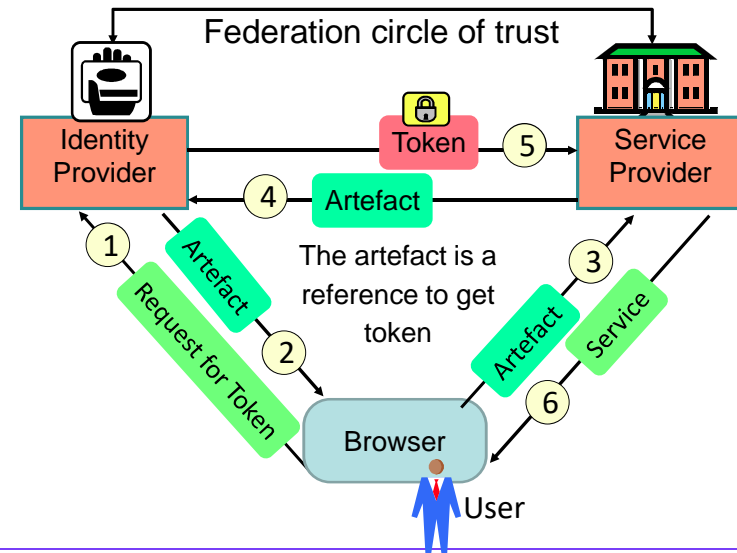 Federation circle of trust
Identity
Provider
Token
5
Service
Provider
4
Artefact
1
Artefact
The artefact is a
reference to get
token
3
Request for Token
2
Artefact
Service
6
Browser
User